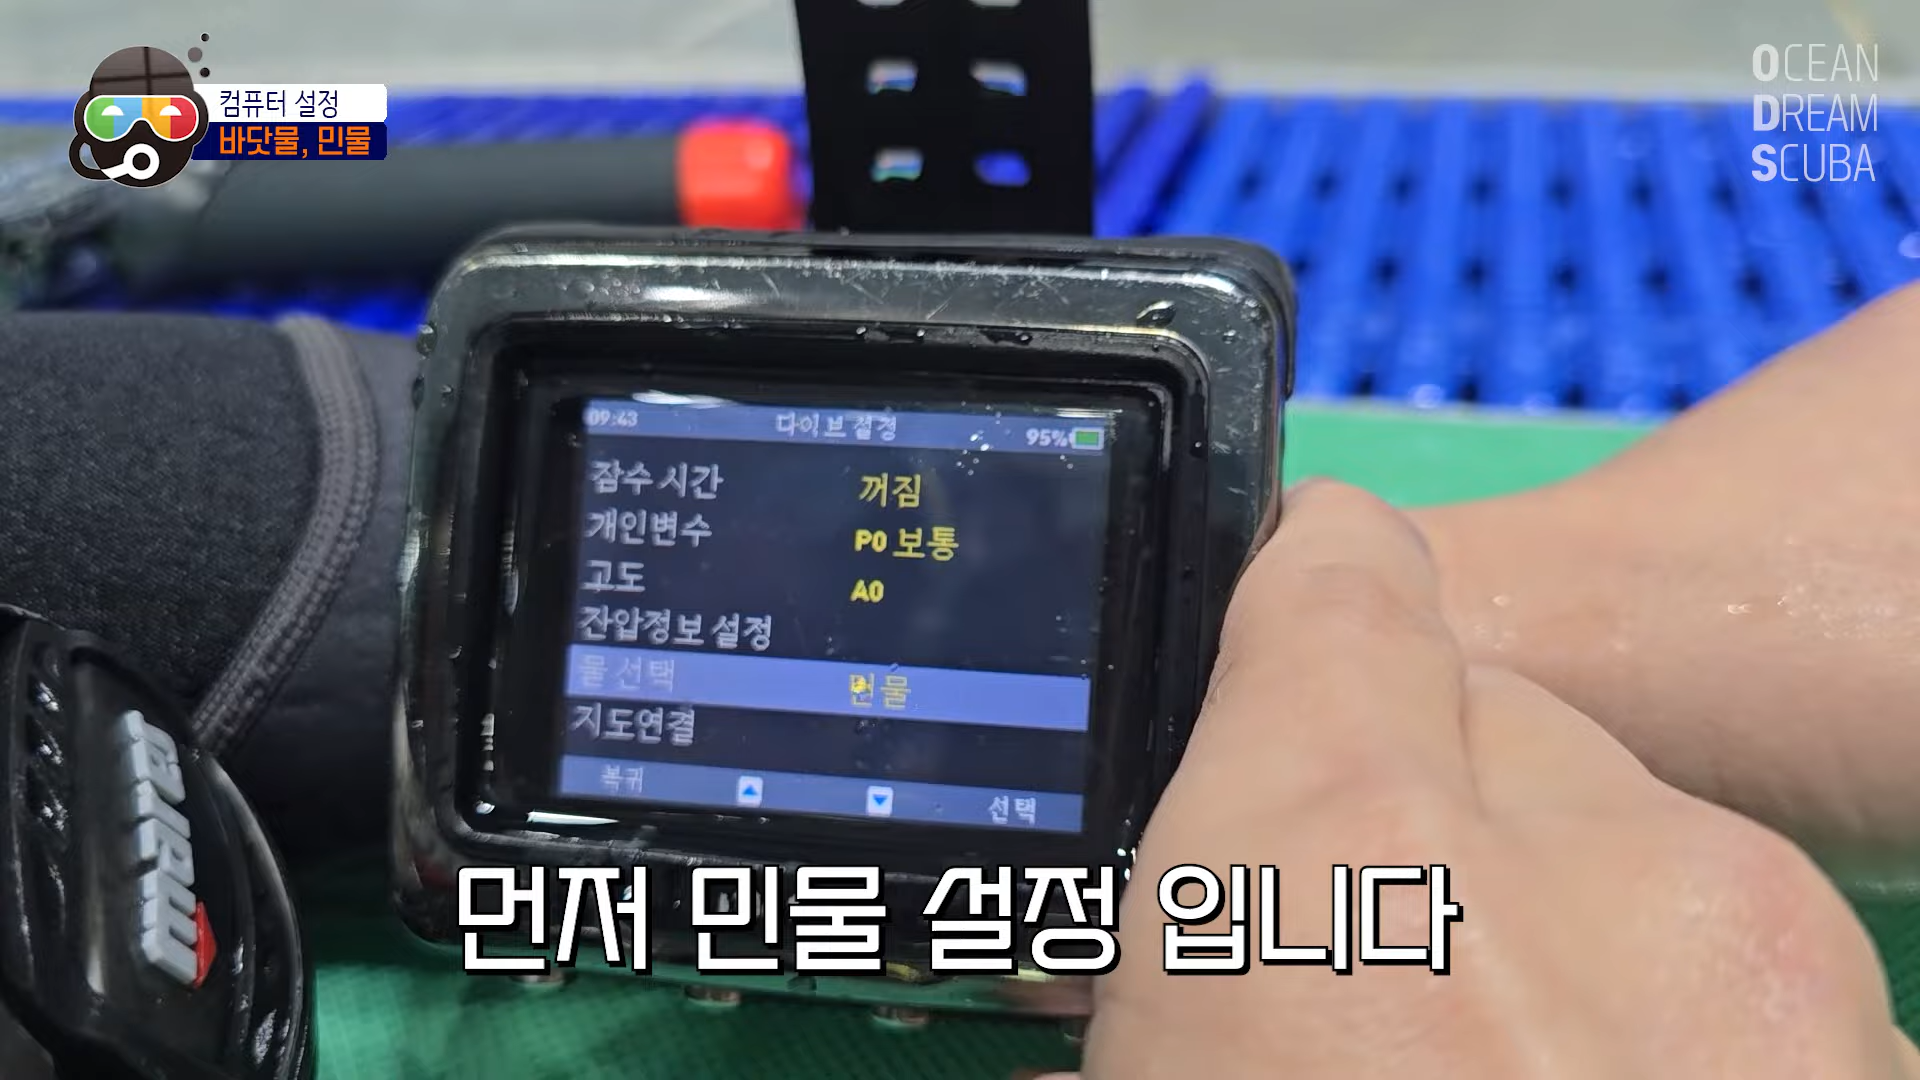 컴퓨터 설정
바닷물, 민물
OCEAN
DREAM
SCUBA
09:43 다이브 설정 95%
잠수 시간 꺼짐
개인변수 P0 보통
고도 A0
잔압정보 설정
물 선택 민물
지도연결
복귀 선택
mares
먼저 민물 설정 입니다